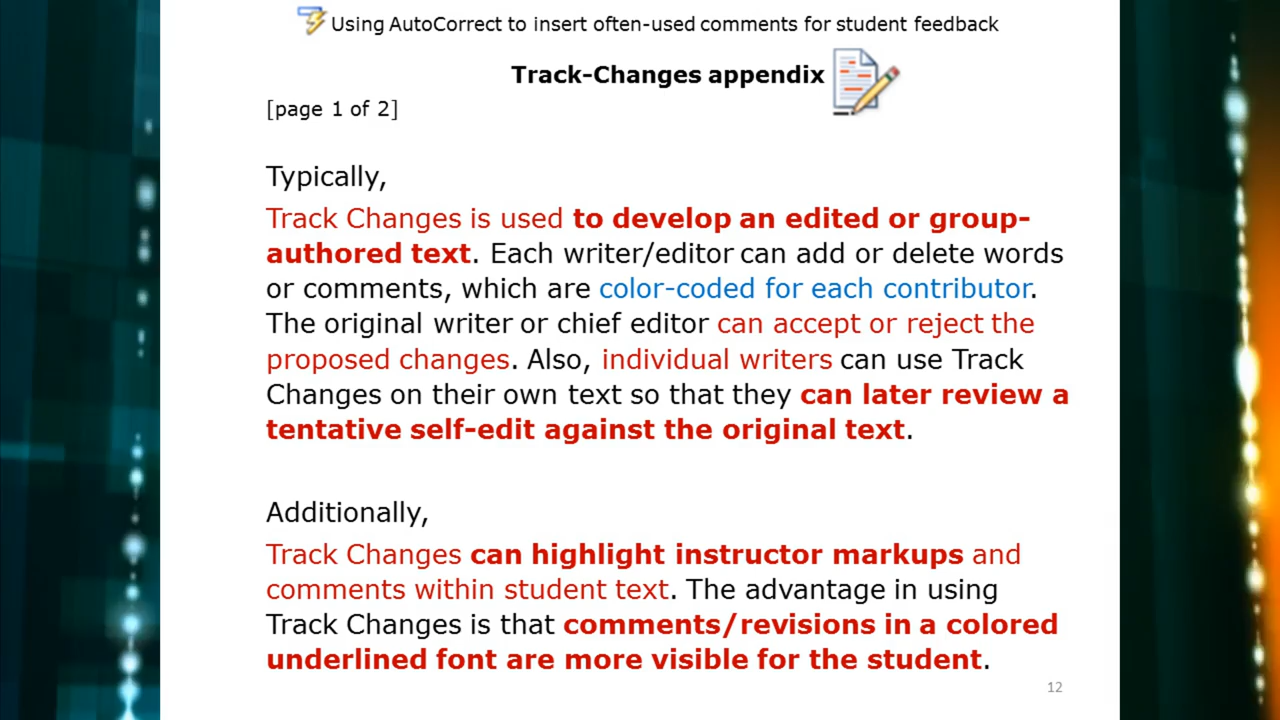 Using AutoCorrect to insert often-used comments for student feedback
Track-Changes appendix
[page 1 of 2]
Typically,
Track Changes is used to develop an edited or group-
authored text. Each writer/editor can add or delete words
or comments, which are color-coded for each contributor.
The original writer or chief editor can accept or reject the
proposed changes. Also, individual writers can use Track
Changes on their own text so that they can later review a
tentative self-edit against the original text.
Additionally,
Track Changes can highlight instructor markups and
comments within student text. The advantage in using
Track Changes is that comments/revisions in a colored
underlined font are more visible for the student.
12